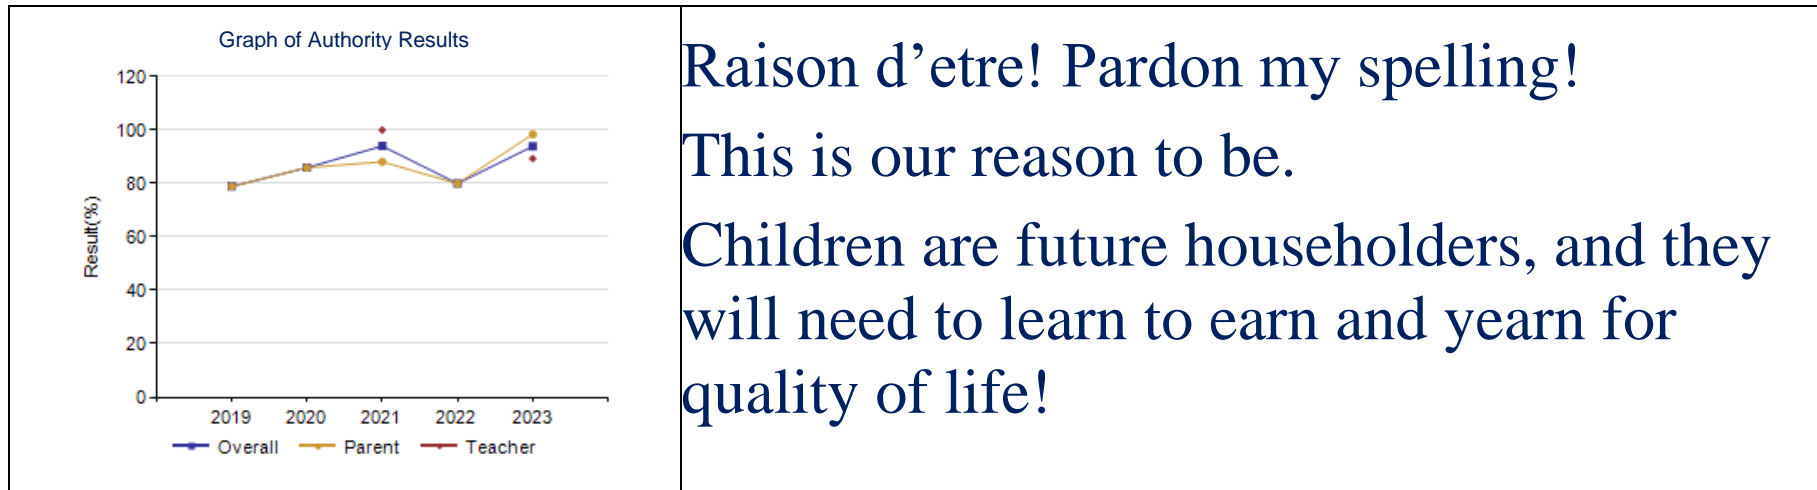 Graph of Authority Results
120
100
80
60
40
20
0
Result(%)
2019 2020 2021 2022 2023
Overall Parent Teacher
Raison d’etre! Pardon my spelling!
This is our reason to be.
Children are future householders, and they
will need to learn to earn and yearn for
quality of life!